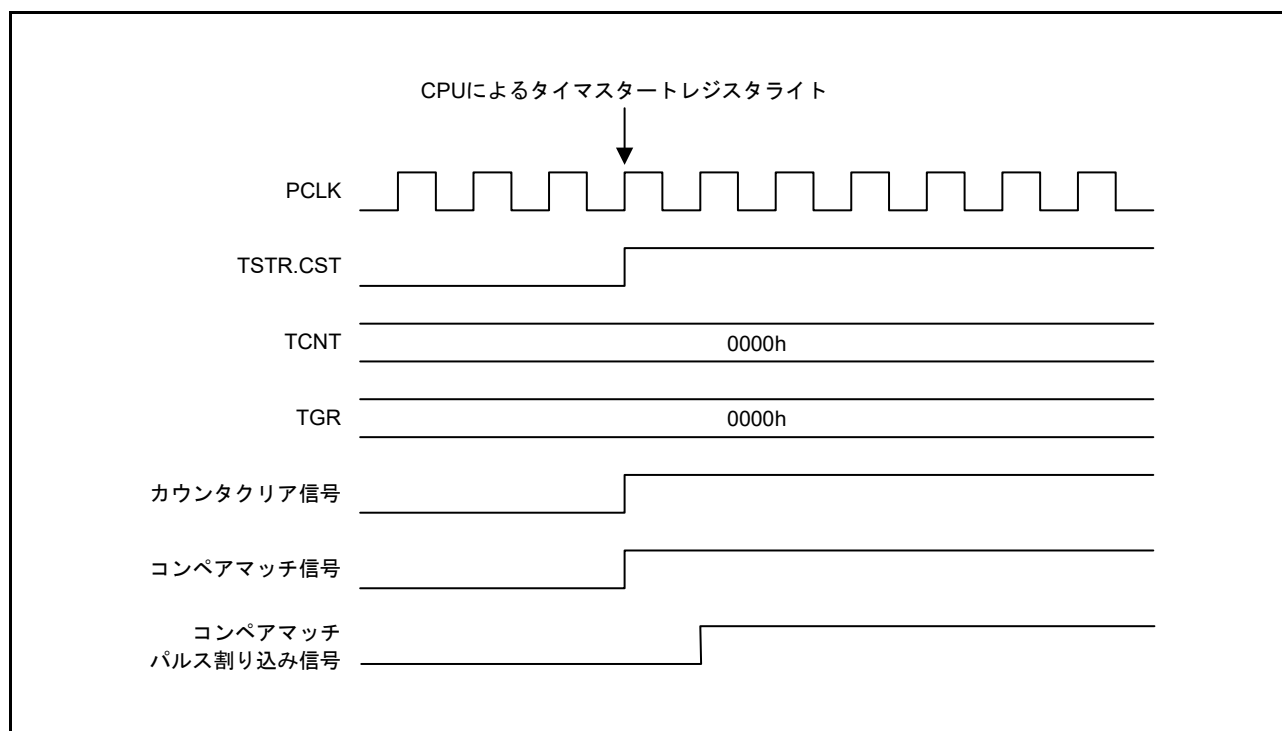 CPUによるタイマスタートレジスタライト
PCLK
TSTR.CST
TCNT
0000h
TGR
0000h
カウンタクリア信号
コンペアマッチ信号
コンペアマッチ
パルス割り込み信号